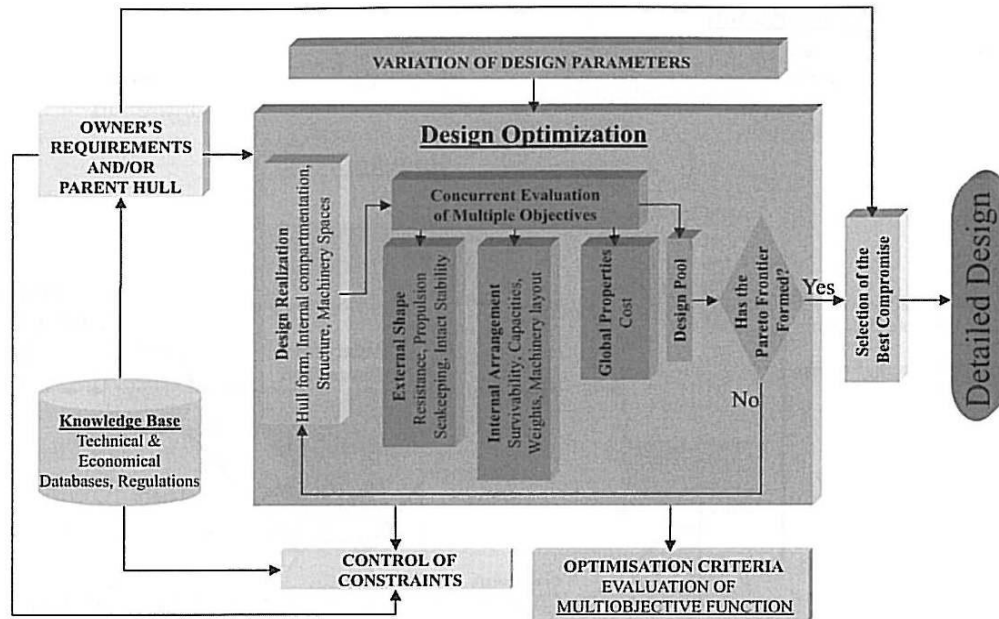 VARIATION OF DESIGN PARAMETERS
OWNER'S
REQUIREMENTS
AND/OR
PARENT HULL
Design Optimization
Design Realization
Hull form, Internal compartmentation,
Structure, Machinery Spaces
Concurrent Evaluation
of Multiple Objectives
External Shape
Resistance, Propulsion
Seakeeping, Intact Stability
Internal Arrangement
Survivability, Capacities,
Weights, Machinery layout
Global Properties
Cost
Design Pool
Has the
Pareto Frontier
Formed?
Yes
No
Selection of the
Best Compromise
Detailed Design
Knowledge Base
Technical &
Economical
Databases, Regulations
CONTROL OF
CONSTRAINTS
OPTIMISATION CRITERIA
EVALUATION OF
MULTIOBJECTIVE FUNCTION